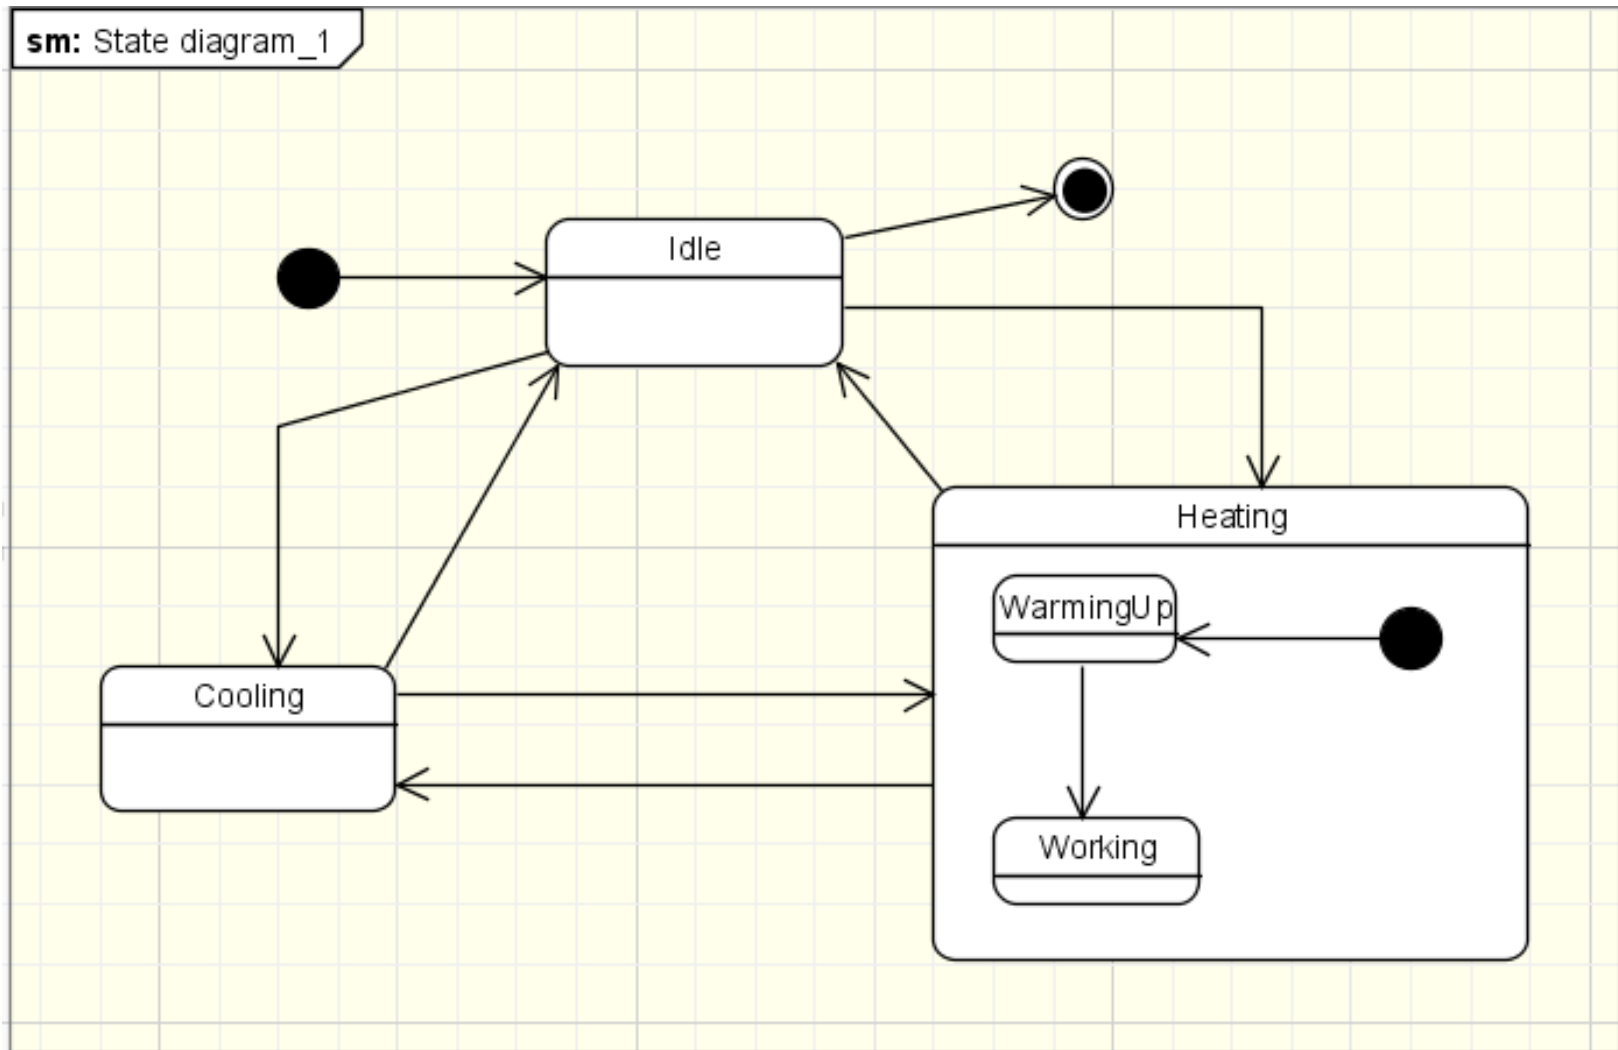 sm: State diagram_1
Idle
Heating
WarmingUp
Cooling
Working